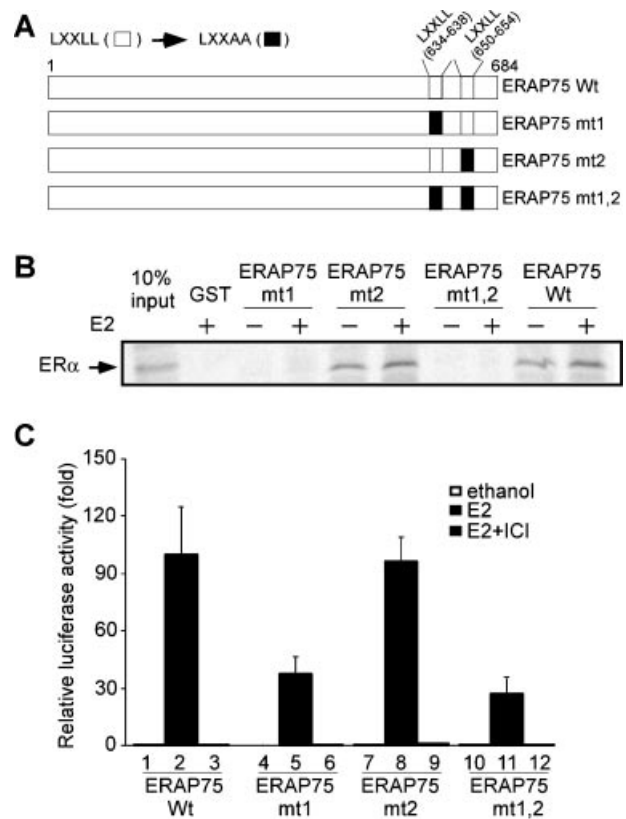 A
LXXLL ( ) LXXAA ( )
LXXLL
(634-638)
LXXLL
(650-654)
1 684
ERAP75 Wt
ERAP75 mt1
ERAP75 mt2
ERAP75 mt1,2
B
10%
input
GST
ERAP75
mt1
ERAP75
mt2
ERAP75
mt1,2
ERAP75
Wt
E2 + − + − + − + − +
ERα
C
Relative luciferase activity (fold)
150
120
90
60
30
0
ethanol
E2
E2+ICI
1 2 3 4 5 6 7 8 9 10 11 12
ERAP75 ERAP75 ERAP75 ERAP75
Wt mt1 mt2 mt1,2